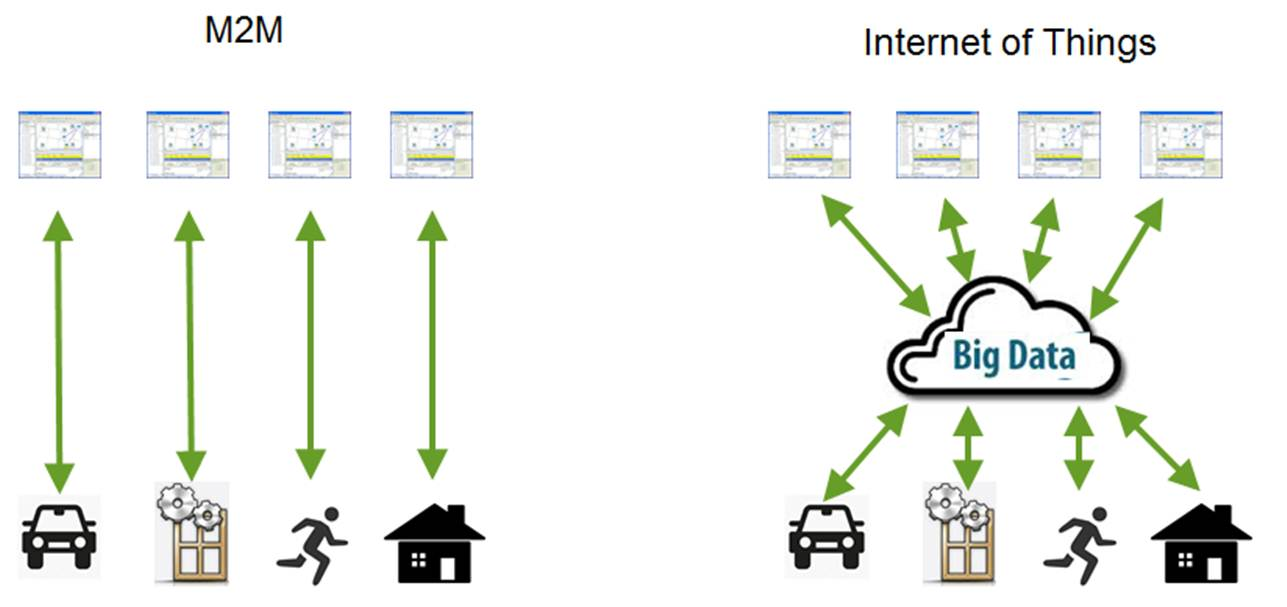 M2M
Internet of Things
Big Data